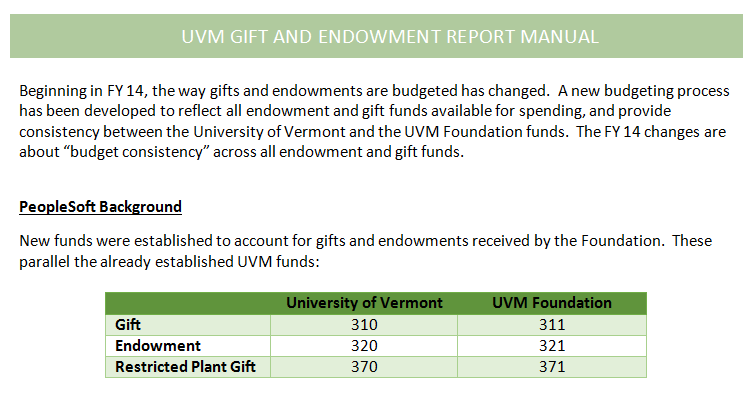 UVM GIFT AND ENDOWMENT REPORT MANUAL
Beginning in FY 14, the way gifts and endowments are budgeted has changed.  A new budgeting process
has been developed to reflect all endowment and gift funds available for spending, and provide
consistency between the University of Vermont and the UVM Foundation funds.  The FY 14 changes are
about “budget consistency” across all endowment and gift funds.
PeopleSoft Background
New funds were established to account for gifts and endowments received by the Foundation.  These
parallel the already established UVM funds:
University of Vermont UVM Foundation
Gift 310 311
Endowment 320 321
Restricted Plant Gift 370 371